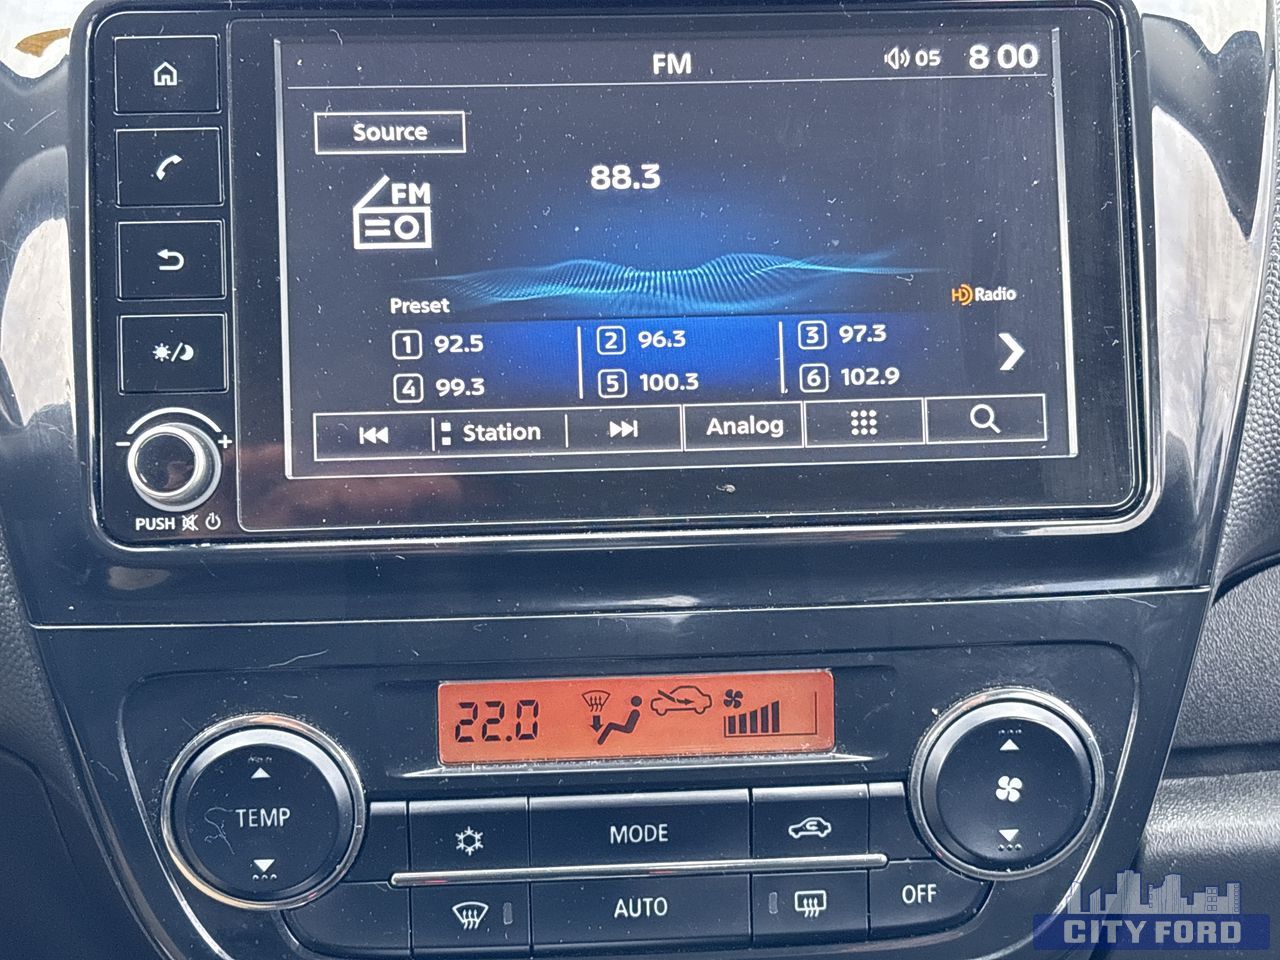 FM 05 8 00
Source
FM
88.3
Preset
HD Radio
1 92.5 2 96.3 3 97.3
4 99.3 5 100.3 6 102.9
Station Analog
- +
PUSH
22.0
TEMP
MODE
AUTO
OFF
CITY FORD